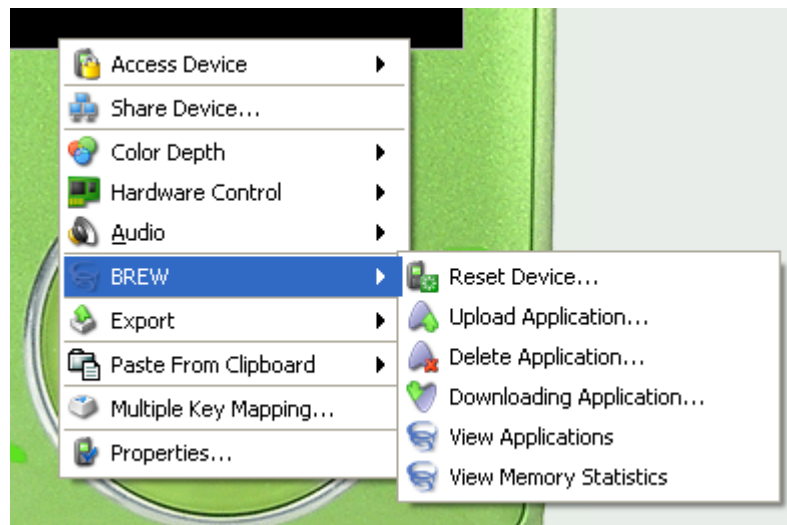 Access Device
Share Device...
Color Depth
Hardware Control
Audio
BREW
Export
Paste From Clipboard
Multiple Key Mapping...
Properties...
Reset Device...
Upload Application...
Delete Application...
Downloading Application...
View Applications
View Memory Statistics